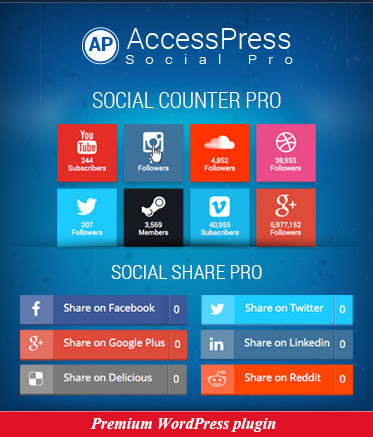 AP AccessPress
Social Pro
SOCIAL COUNTER PRO
You Tube
244
Subscribers
Followers
4,852
Followers
38,953
Followers
207
Followers
3,569
Members
40,955
Subscribers
g+
6,977,152
Followers
SOCIAL SHARE PRO
f Share on Facebook 0
Share on Twitter 0
g+ Share on Google Plus 0
in Share on Linkedin 0
Share on Delicious 0
Share on Reddit 0
Premium WordPress plugin